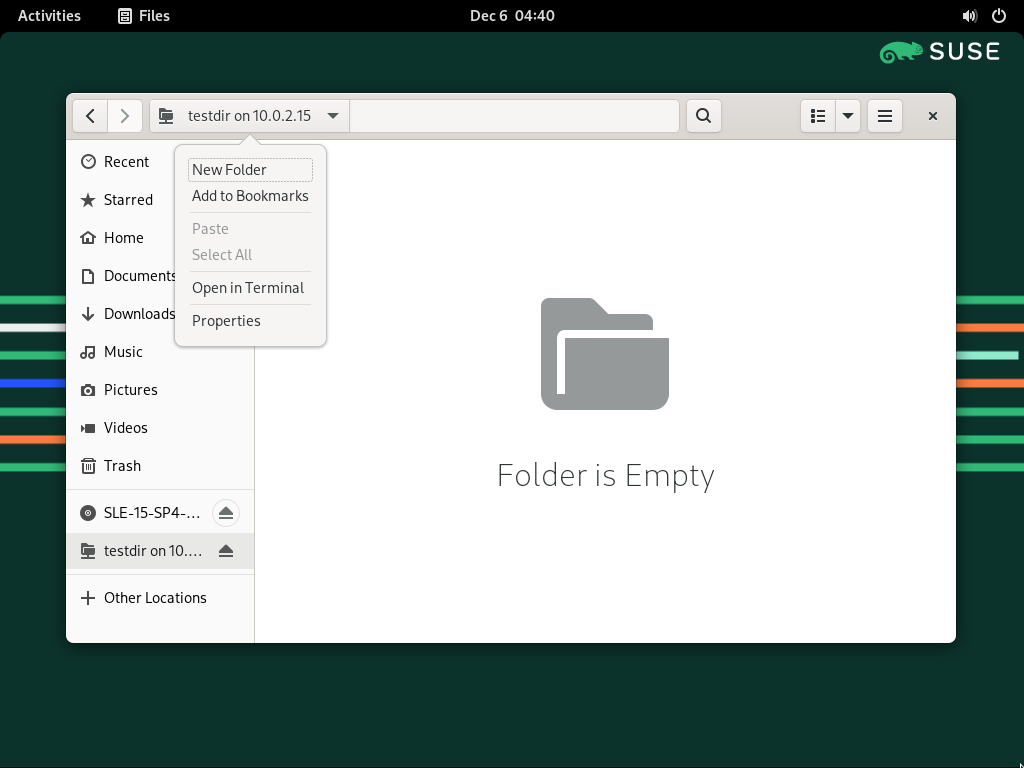 Activities
Files
Dec 6 04:40
SUSE
testdir on 10.0.2.15
Recent
Starred
Home
Documents
Downloads
Music
Pictures
Videos
Trash
SLE-15-SP4-...
testdir on 10....
Other Locations
New Folder
Add to Bookmarks
Paste
Select All
Open in Terminal
Properties
Folder is Empty